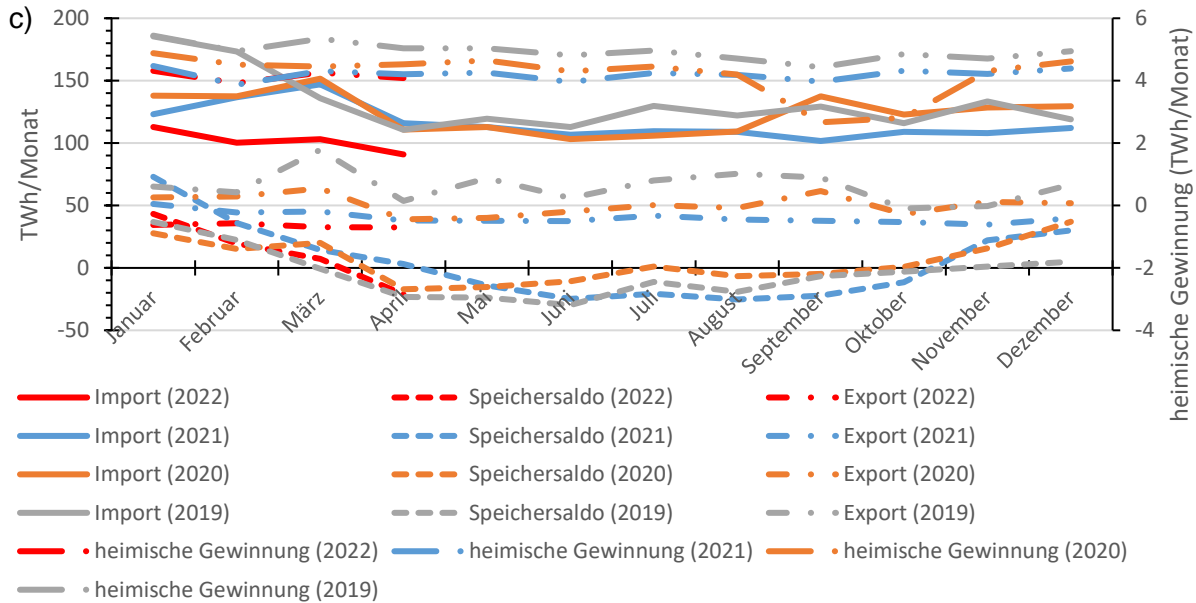 c)
200
150
100
50
0
-50
TWh/Monat
6
4
2
0
-2
-4
heimische Gewinnung (TWh/Monat)
Januar
Februar
März
April
Mai
Juni
Juli
August
September
Oktober
November
Dezember
Import (2022) Speichersaldo (2022) Export (2022)
Import (2021) Speichersaldo (2021) Export (2021)
Import (2020) Speichersaldo (2020) Export (2020)
Import (2019) Speichersaldo (2019) Export (2019)
heimische Gewinnung (2022) heimische Gewinnung (2021) heimische Gewinnung (2020)
heimische Gewinnung (2019)